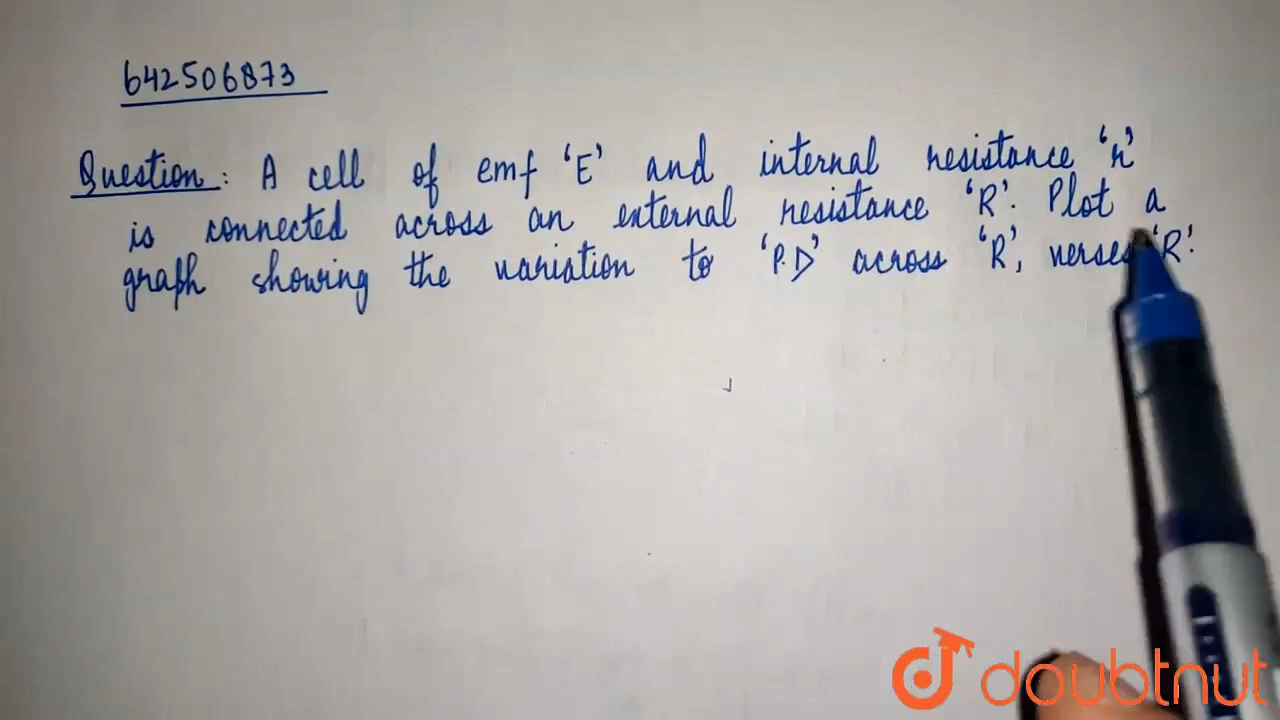 642506873
Question: A cell of emf 'E' and internal resistance 'r'
is connected across an external resistance 'R'. Plot a
graph showing the variation to 'P.D' across 'R', verses 'R'.
doubtnut